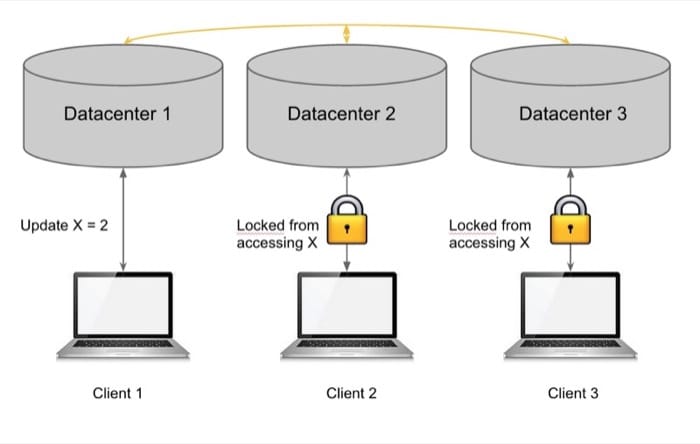 Datacenter 1
Datacenter 2
Datacenter 3
Update X = 2
Locked from
accessing X
Locked from
accessing X
Client 1
Client 2
Client 3